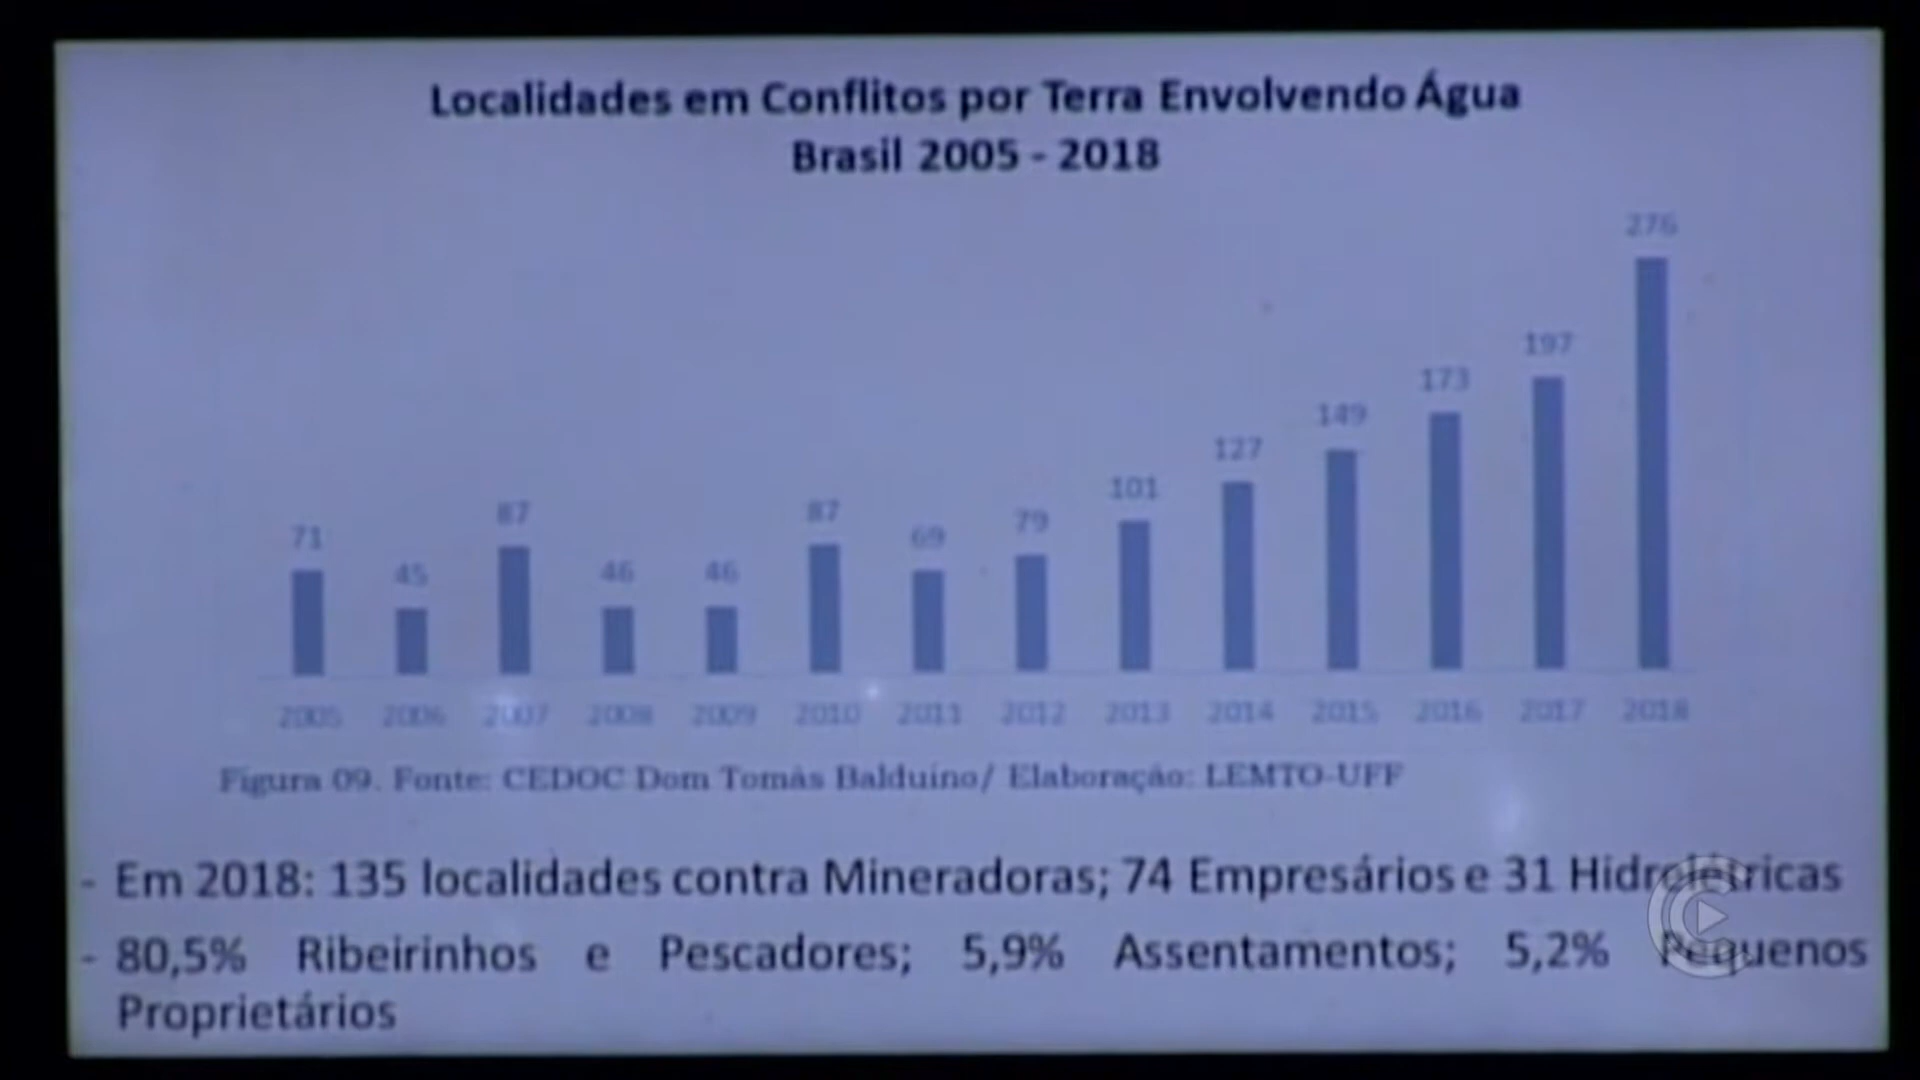 Localidades em Conflitos por Terra Envolvendo Água
Brasil 2005 - 2018
276
197
173
149
127
101
87
87
79
71
69
45
46
46
2005 2006 2007 2008 2009 2010 2011 2012 2013 2014 2015 2016 2017 2018
Figura 09. Fonte: CEDOC Dom Tomás Balduíno/ Elaboração: LEMTO-UFF
- Em 2018: 135 localidades contra Mineradoras; 74 Empresários e 31 Hidrelétricas
- 80,5% Ribeirinhos e Pescadores; 5,9% Assentamentos; 5,2% Pequenos
Proprietários